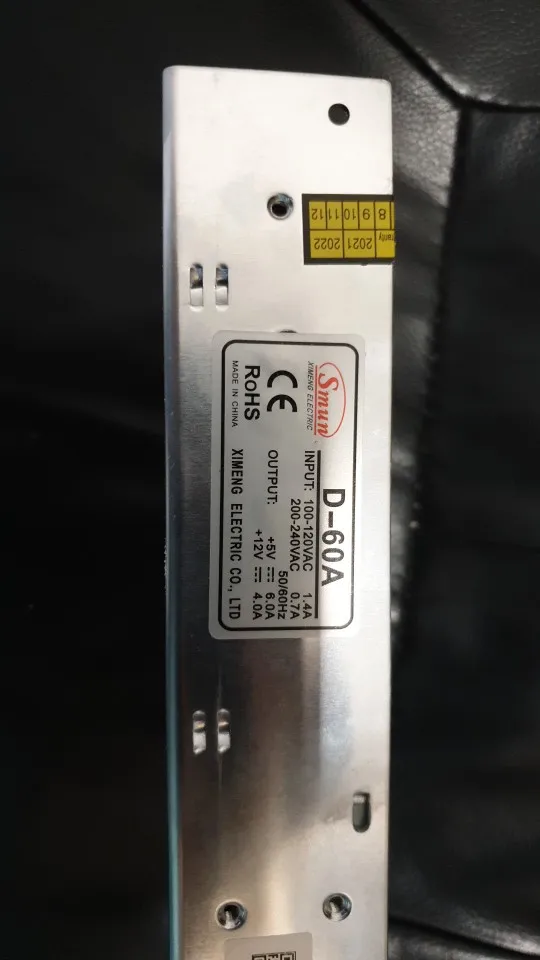 Smun
XIMENG ELECTRIC
D-60A
INPUT: 100-120VAC 1.4A
200-240VAC 0.7A
50/60Hz
OUTPUT: +5V ⎓ 6.0A
+12V ⎓ 4.0A
CE
RoHS
MADE IN CHINA
XIMENG ELECTRIC CO., LTD
2021 2022
8 9 10 11 12